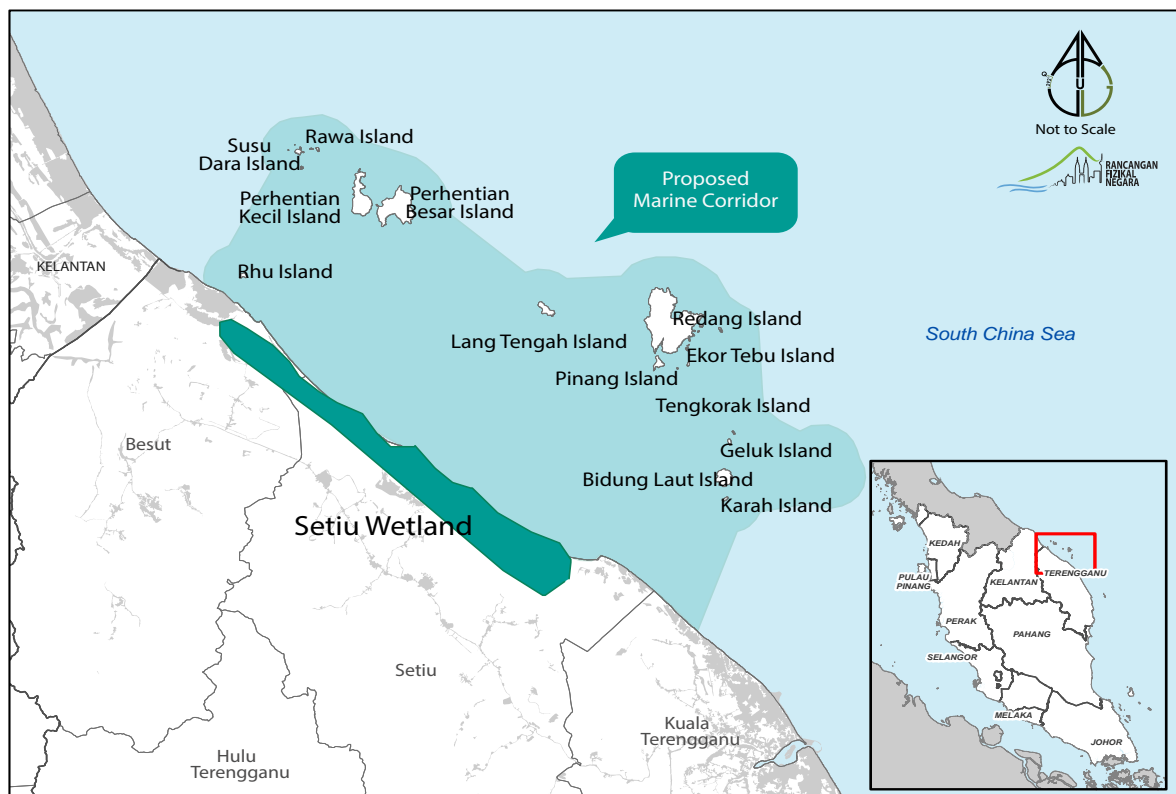 Not to Scale
RANCANGAN
FIZIKAL
NEGARA
Susu
Dara Island
Rawa Island
Proposed
Marine Corridor
Perhentian
Kecil Island
Perhentian
Besar Island
KELANTAN
Rhu Island
Redang Island
South China Sea
Lang Tengah Island
Ekor Tebu Island
Pinang Island
Tengkorak Island
Besut
Geluk Island
Bidung Laut Island
Karah Island
Setiu Wetland
Setiu
Kuala
Terengganu
Hulu
Terengganu
KEDAH
PULAU
PINANG
KELANTAN
TERENGGANU
PERAK
PAHANG
SELANGOR
MELAKA
JOHOR